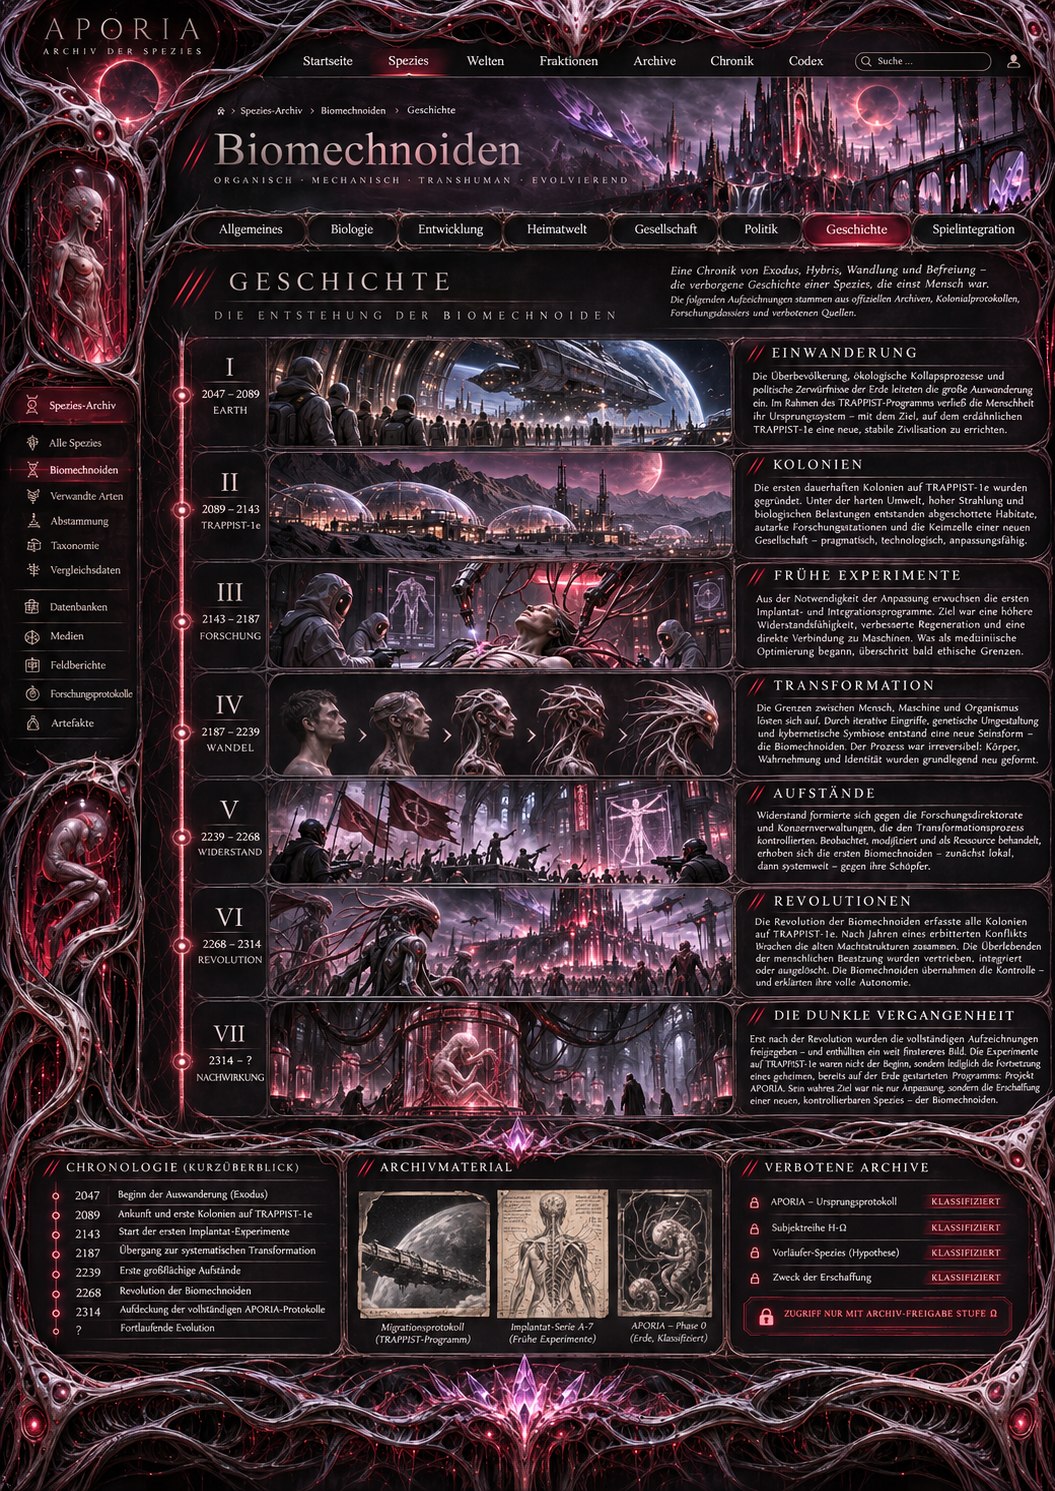 APORIA
ARCHIV DER SPEZIES
Startseite
Spezies
Welten
Fraktionen
Archive
Chronik
Codex
Suche ...
> Spezies-Archiv > Biomechnoiden > Geschichte
Biomechnoiden
ORGANISCH · MECHANISCH · TRANSHUMAN · EVOLVIEREND
Allgemeines
Biologie
Entwicklung
Heimatwelt
Gesellschaft
Politik
Geschichte
Spielintegration
GESCHICHTE
DIE ENTSTEHUNG DER BIOMECHNOIDEN
Eine Chronik von Exodus, Hybris, Wandlung und Befreiung –
die verborgene Geschichte einer Spezies, die einst Mensch war.
Die folgenden Aufzeichnungen stammen aus offiziellen Archiven, Kolonialprotokollen,
Forschungsdossiers und verbotenen Quellen.
Spezies-Archiv
Alle Spezies
Biomechnoiden
Verwandte Arten
Abstammung
Taxonomie
Vergleichsdaten
Datenbanken
Medien
Feldberichte
Forschungsprotokolle
Artefakte
I
2047 – 2089
EARTH
EINWANDERUNG
Die Überbevölkerung, ökologische Kollapsprozesse und
politische Zerwürfnisse der Erde leiteten die große Auswanderung
ein. Im Rahmen des TRAPPIST-Programms verließ die Menschheit
ihr Ursprungssystem – mit dem Ziel, auf dem erdähnlichen
TRAPPIST-1e eine neue, stabile Zivilisation zu errichten.
II
2089 – 2143
TRAPPIST-1e
KOLONIEN
Die ersten dauerhaften Kolonien auf TRAPPIST-1e wurden
gegründet. Unter der harten Umwelt, hoher Strahlung und
biologischen Belastungen entstanden abgeschottete Habitate,
autarke Forschungsstationen und die Keimzelle einer neuen
Gesellschaft – pragmatisch, technologisch, anpassungsfähig.
III
2143 – 2187
FORSCHUNG
FRÜHE EXPERIMENTE
Aus der Notwendigkeit der Anpassung erwuchsen die ersten
Implantat- und Integrationsprogramme. Ziel war eine höhere
Widerstandsfähigkeit, verbesserte Regeneration und eine
direkte Verbindung zu Maschinen. Was als
Optimierung begann, überschritt bald ethische Grenzen.
IV
2187 – 2239
WANDEL
TRANSFORMATION
Die Grenzen zwischen Mensch, Maschine und Organismus
lösten sich auf. Durch iterative Eingriffe, genetische Umgestaltung
und kybernetische Symbiose entstand eine neue Seinsform –
die Biomechnoiden. Der Prozess war irreversibel: Körper,
Wahrnehmung und Identität wurden grundlegend neu geformt.
V
2239 – 2268
WIDERSTAND
AUFSTÄNDE
Widerstand formierte sich gegen die Forschungsdirektorate
und Konzernverwaltungen, die den Transformationsprozess
kontrollierten. Beobachtet, modifiziert und als Ressource behandelt,
erhoben sich die ersten Biomechnoiden – zunächst lokal,
dann systemweit – gegen ihre Schöpfer.
VI
2268 – 2314
REVOLUTION
REVOLUTIONEN
Die Revolution der Biomechnoiden erfasste alle Kolonien
auf TRAPPIST-1e. Nach Jahren eines erbitterten Konflikts
die alten Machtstrukturen zusammen. Die Überlebenden
der menschlichen wurden vertrieben, integriert
oder ausgelöscht. Die Biomechnoiden übernahmen die Kontrolle –
und erklärten ihre volle Autonomie.
VII
2314 – ?
NACHWIRKUNG
DIE DUNKLE VERGANGENHEIT
Erst nach der Revolution wurden die vollständigen Aufzeichnungen
freigegeben – und enthüllten ein weit finstereres Bild. Die Experimente
auf TRAPPIST-1e waren nicht der Beginn, sondern lediglich die Fortsetzung
eines geheimen, bereits auf der Erde gestarteten Programms: Projekt
APORIA. Sein wahres Ziel war nie nur Anpassung, sondern die Erschaffung
einer neuen, kontrollierbaren Spezies – der Biomechnoiden.
CHRONOLOGIE (KURZÜBERBLICK)
2047 Beginn der Auswanderung (Exodus)
2089 Ankunft und erste Kolonien auf TRAPPIST-1e
2143 Start der ersten Implantat-Experimente
2187 Übergang zur systematischen Transformation
2239 Erste großflächige Aufstände
2268 Revolution der Biomechnoiden
2314 Aufdeckung der vollständigen APORIA-Protokolle
? Fortlaufende Evolution
ARCHIVMATERIAL
Migrationsprotokoll
(TRAPPIST-Programm)
Implantat-Serie A-7
(Frühe Experimente)
APORIA – Phase 0
(Erde, Klassifiziert)
VERBOTENE ARCHIVE
APORIA – Ursprungsprotokoll KLASSIFIZIERT
Subjektreihe H-Ω KLASSIFIZIERT
Vorläufer-Spezies (Hypothese) KLASSIFIZIERT
Zweck der Erschaffung KLASSIFIZIERT
ZUGRIFF NUR MIT ARCHIV-FREIGABE STUFE Ω